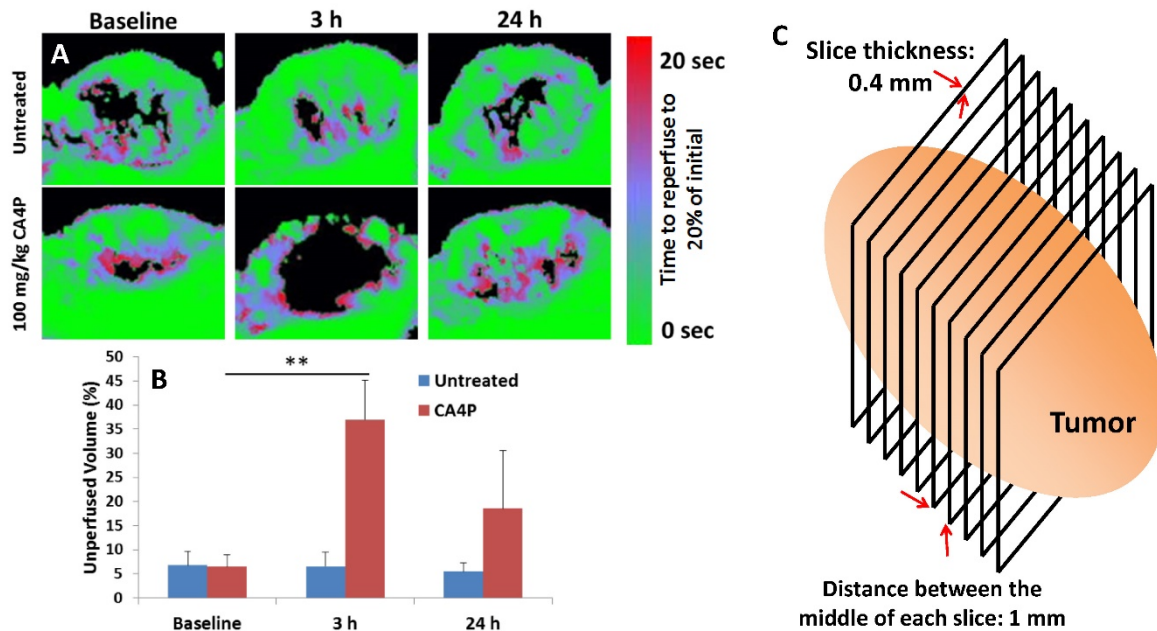 Baseline
3 h
24 h
A
Untreated
100 mg/kg CA4P
20 sec
Time to reperfuse to
20% of initial
0 sec
B
**
Untreated
CA4P
Unperfused Volume (%)
50
45
40
35
30
25
20
15
10
5
0
Baseline
3 h
24 h
C
Slice thickness:
0.4 mm
Tumor
Distance between the
middle of each slice: 1 mm